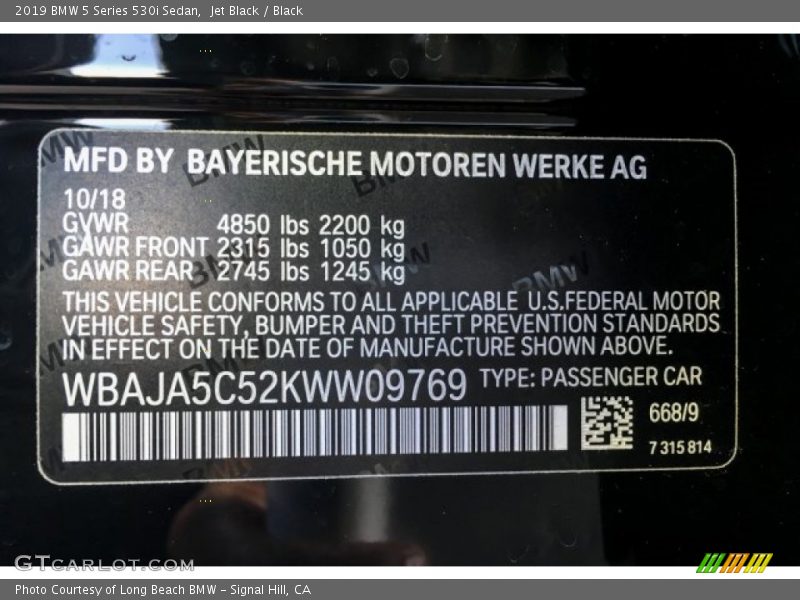 2019 BMW 5 Series 530i Sedan, Jet Black / Black
MFD BY BAYERISCHE MOTOREN WERKE AG
10/18
GVWR 4850 lbs 2200 kg
GAWR FRONT 2315 lbs 1050 kg
GAWR REAR 2745 lbs 1245 kg
THIS VEHICLE CONFORMS TO ALL APPLICABLE U.S.FEDERAL MOTOR
VEHICLE SAFETY, BUMPER AND THEFT PREVENTION STANDARDS
IN EFFECT ON THE DATE OF MANUFACTURE SHOWN ABOVE.
WBAJA5C52KWW09769 TYPE: PASSENGER CAR
668/9
7 315 814
GTCARLOT.COM
Photo Courtesy of Long Beach BMW - Signal Hill, CA